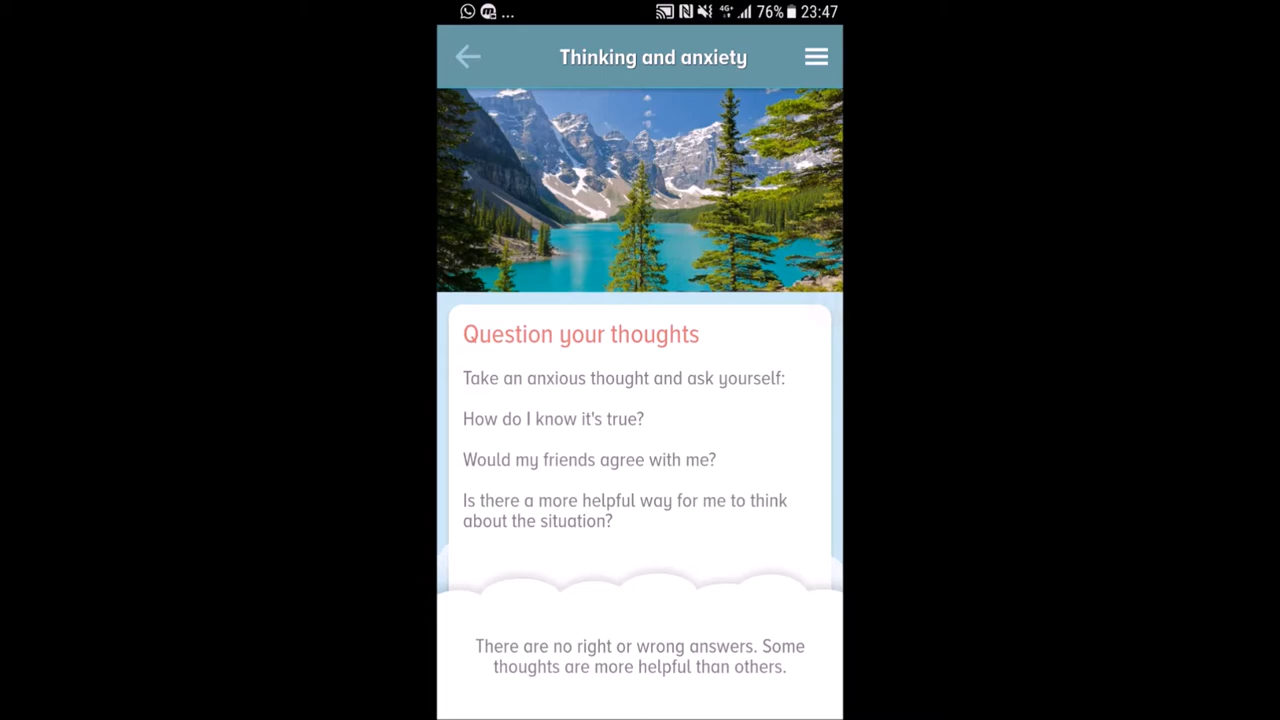 ... 4G+ 76% 23:47
Thinking and anxiety
Question your thoughts
Take an anxious thought and ask yourself:
How do I know it's true?
Would my friends agree with me?
Is there a more helpful way for me to think
about the situation?
There are no right or wrong answers. Some
thoughts are more helpful than others.